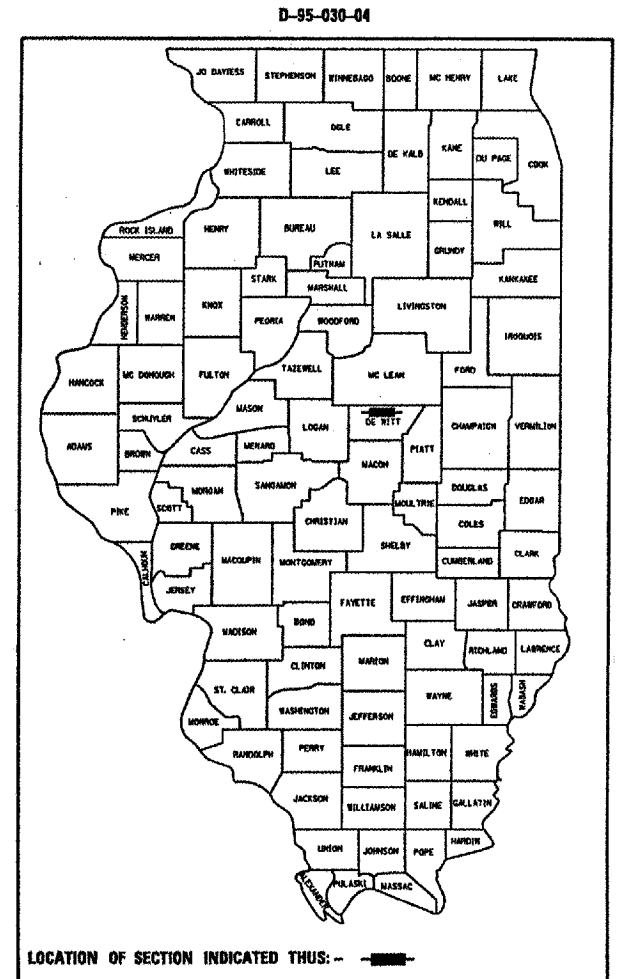 D-95-030-04
JO DAVIESS STEPHENSON WINNEBAGO BOONE MC HENRY LAKE
CARROLL OGLE DE KALB KANE DU PAGE COOK
WHITESIDE LEE
KENDALL
ROCK ISLAND HENRY BUREAU LA SALLE GRUNDY WILL
MERCER PUTNAM
STARK MARSHALL KANKANEE
HENDERSON WARREN KNOX PEORIA WOODFORD LIVINGSTON IROQUOIS
HANCOCK MC DONOUGH FULTON TAZEWELL MC LEAN FORD
MASON
SCHUYLER LOGAN DE WITT CHAMPAIGN VERMILION
ADAMS BROWN CASS MENARD PIATT
MACON
PIKE SCOTT MORGAN SANGAMON MOULTRIE DOUGLAS EDGAR
CHRISTIAN COLES
CALHOUN GREENE MACOUPIN MONTGOMERY SHELBY CUMBERLAND CLARK
JERSEY FAYETTE EFFINGHAM JASPER CRAWFORD
MADISON BOND
CLAY RICHLAND LAWRENCE
CLINTON MARION
ST. CLAIR WAYNE EDWARDS WABASH
MONROE WASHINGTON JEFFERSON
RANDOLPH PERRY HAMILTON WHITE
FRANKLIN
JACKSON WILLIAMSON SALINE GALLATIN
UNION JOHNSON POPE HARDIN
ALEXANDER PULASKI MASSAC
LOCATION OF SECTION INDICATED THUS: -